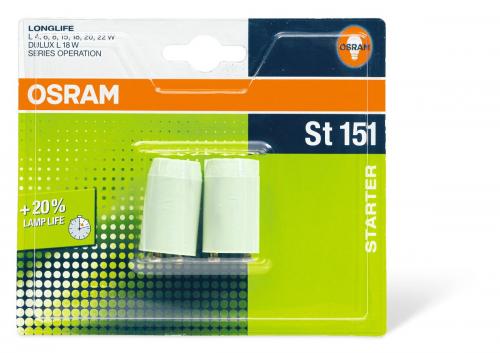 LONGLIFE
L 4, 6, 8, 15, 18, 20, 22 W
DULUX L 18 W
SERIES OPERATION
OSRAM
OSRAM
St 151
STARTER
+20%
LAMP LIFE